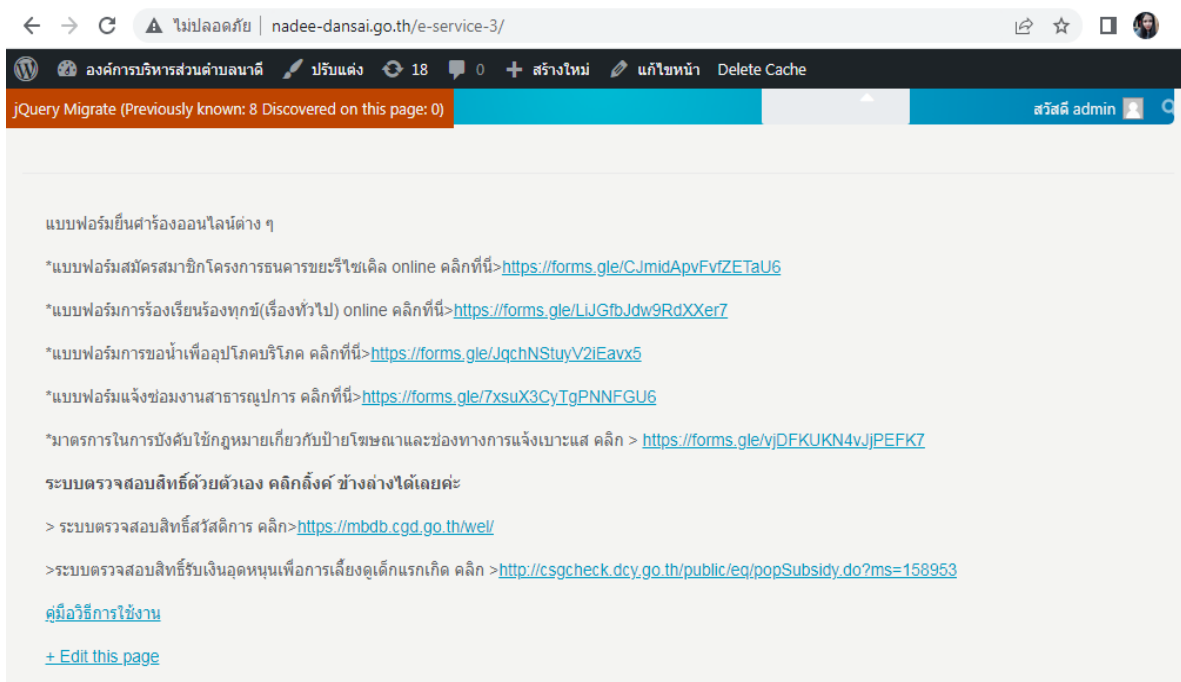 ไม่ปลอดภัย | nadee-dansai.go.th/e-service-3/
องค์การบริหารส่วนตำบลนาดี ปรับแต่ง 18 0 + สร้างใหม่ แก้ไขหน้า Delete Cache
jQuery Migrate (Previously known: 8 Discovered on this page: 0) สวัสดี admin
แบบฟอร์มยื่นคำร้องออนไลน์ต่าง ๆ
*แบบฟอร์มสมัครสมาชิกโครงการธนาคารขยะรีไซเคิล online คลิกที่นี่>https://forms.gle/CJmidApvFvfZETaU6
*แบบฟอร์มการร้องเรียนร้องทุกข์(เรื่องทั่วไป) online คลิกที่นี่>https://forms.gle/LiJGfbJdw9RdXXer7
*แบบฟอร์มการขอน้ำเพื่ออุปโภคบริโภค คลิกที่นี่>https://forms.gle/JqchNStuyV2iEavx5
*แบบฟอร์มแจ้งซ่อมงานสาธารณูปการ คลิกที่นี่>https://forms.gle/7xsuX3CyTgPNNFGU6
*มาตรการในการบังคับใช้กฎหมายเกี่ยวกับป้ายโฆษณาและช่องทางการแจ้งเบาะแส คลิก > https://forms.gle/vjDFKUKN4vJjPEFK7
ระบบตรวจสอบสิทธิ์ด้วยตัวเอง คลิกลิ้งค์ ข้างล่างได้เลยค่ะ
> ระบบตรวจสอบสิทธิ์สวัสดิการ คลิก>https://mbdb.cgd.go.th/wel/
>ระบบตรวจสอบสิทธิ์รับเงินอุดหนุนเพื่อการเลี้ยงดูเด็กแรกเกิด คลิก >http://csgcheck.dcy.go.th/public/eq/popSubsidy.do?ms=158953
คู่มือวิธีการใช้งาน
+ Edit this page